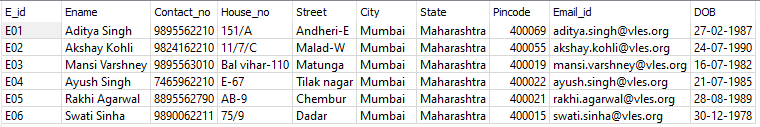 E_id Ename Contact_no House_no Street City State Pincode Email_id DOB
E01 Aditya Singh 9895562210 151/A Andheri-E Mumbai Maharashtra 400069 aditya.singh@vles.org 27-02-1987
E02 Akshay Kohli 9824162210 11/7/C Malad-W Mumbai Maharashtra 400055 akshay.kohli@vles.org 24-07-1990
E03 Mansi Varshney 9895563010 Bal vihar-110 Matunga Mumbai Maharashtra 400019 mansi.varshney@vles.org 16-07-1982
E04 Ayush Singh 7465962210 E-67 Tilak nagar Mumbai Maharashtra 400022 ayush.singh@vles.org 21-07-1985
E05 Rakhi Agarwal 8895562790 AB-9 Chembur Mumbai Maharashtra 400021 rakhi.agarwal@vles.org 28-08-1989
E06 Swati Sinha 9890062211 75/9 Dadar Mumbai Maharashtra 400015 swati.sinha@vles.org 30-12-1978